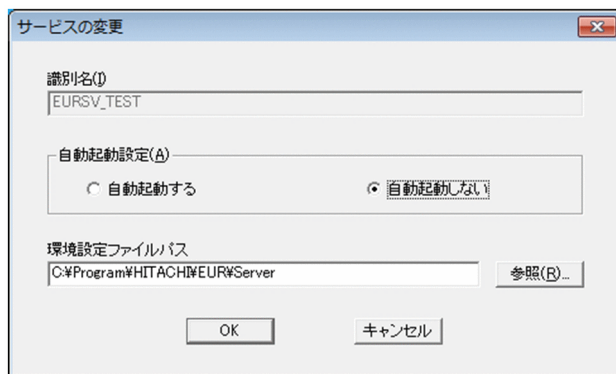 サービスの変更
識別名(I)
EURSV_TEST
自動起動設定(A)
自動起動する
自動起動しない
環境設定ファイルパス
C:¥Program¥HITACHI¥EUR¥Server
参照(R)...
OK
キャンセル